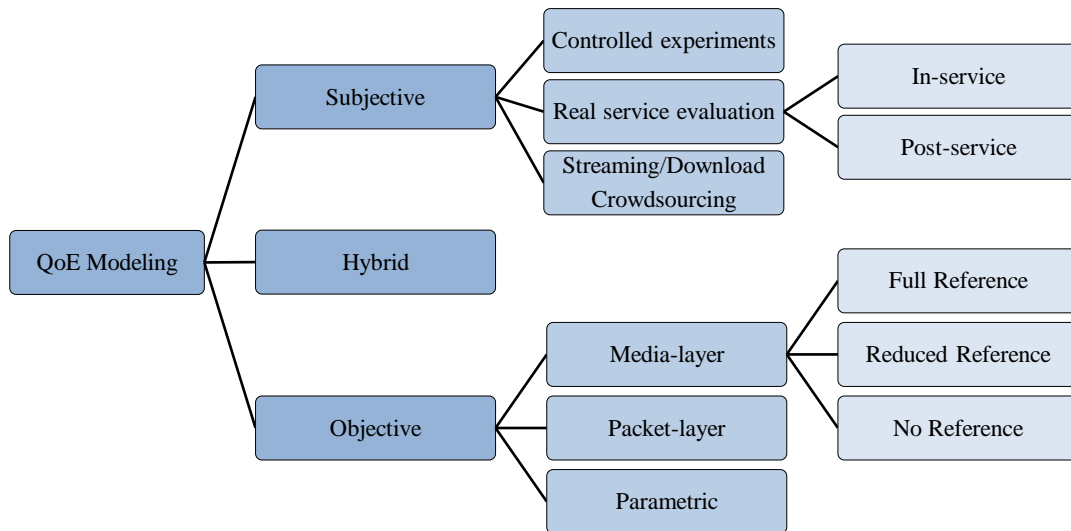 QoE Modeling
Subjective
Controlled experiments
Real service evaluation
In-service
Post-service
Streaming/Download
Crowdsourcing
Hybrid
Objective
Media-layer
Full Reference
Reduced Reference
No Reference
Packet-layer
Parametric